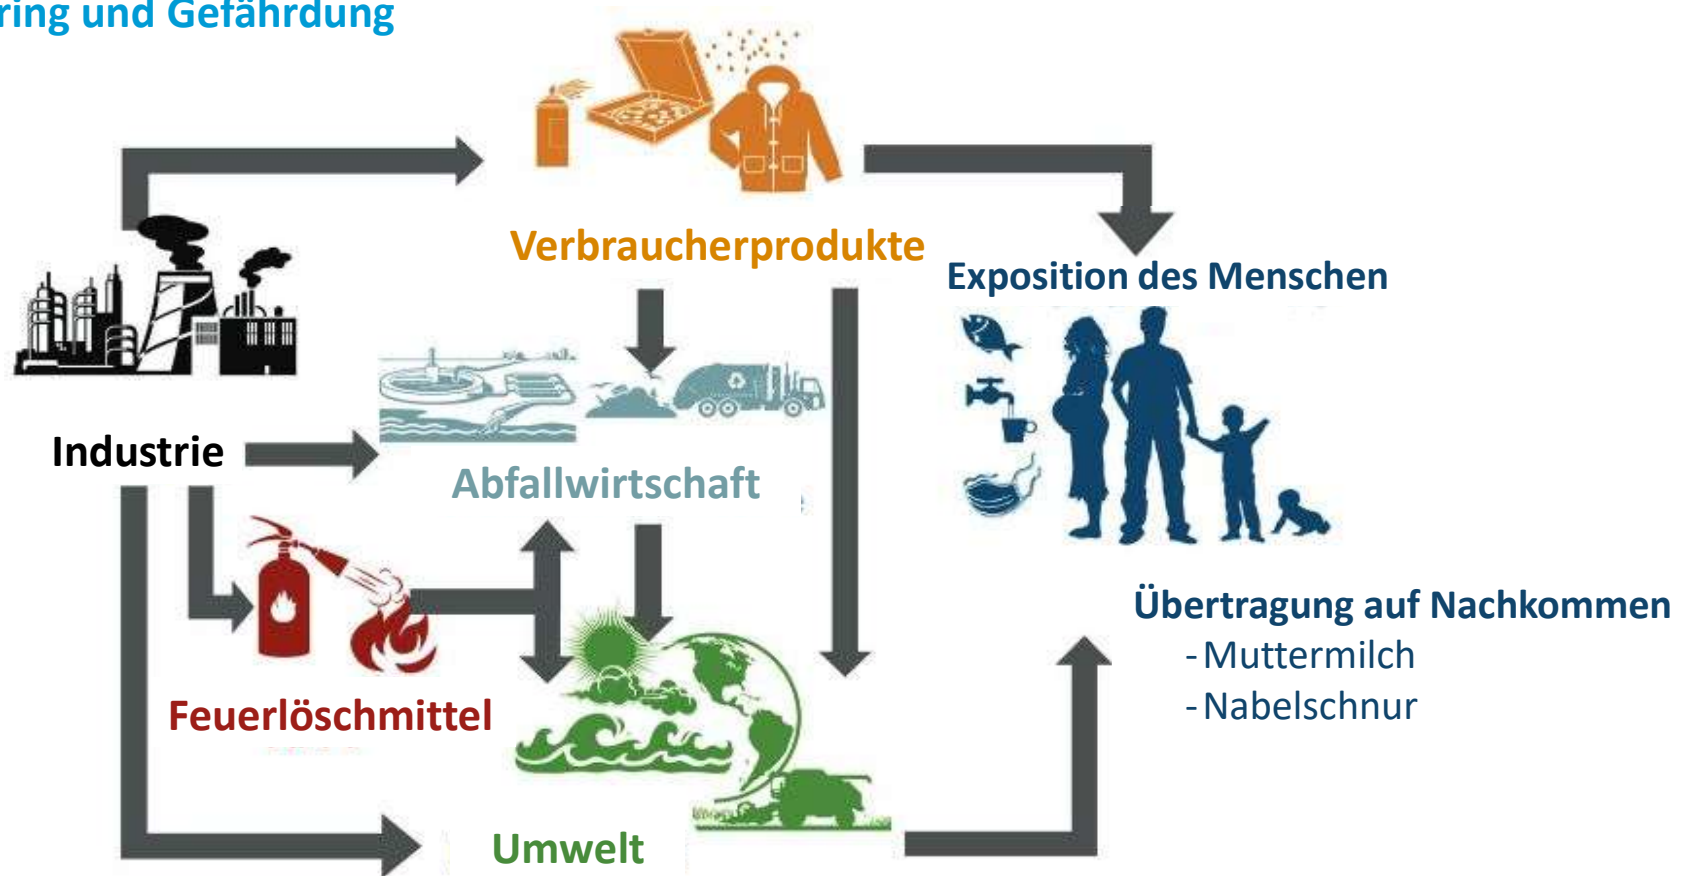 ring und Gefährdung
Verbraucherprodukte
Exposition des Menschen
Industrie
Abfallwirtschaft
Übertragung auf Nachkommen
- Muttermilch
- Nabelschnur
Feuerlöschmittel
Umwelt